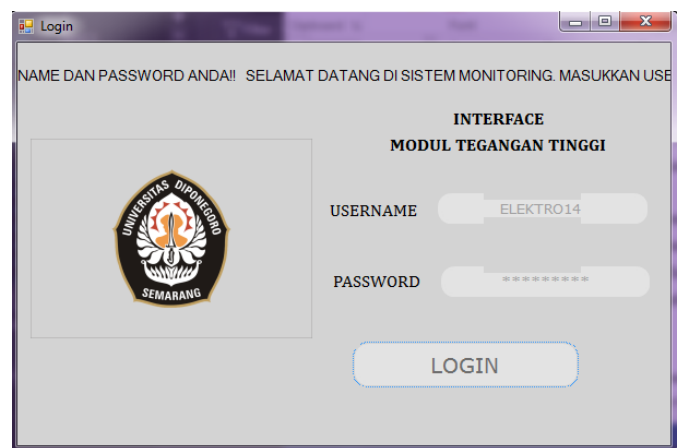 Login
NAME DAN PASSWORD ANDA!! SELAMAT DATANG DI SISTEM MONITORING. MASUKKAN USE
INTERFACE
MODUL TEGANGAN TINGGI
UNIVERSITAS DIPONEGORO
SEMARANG
USERNAME ELEKTRO14
PASSWORD *********
LOGIN